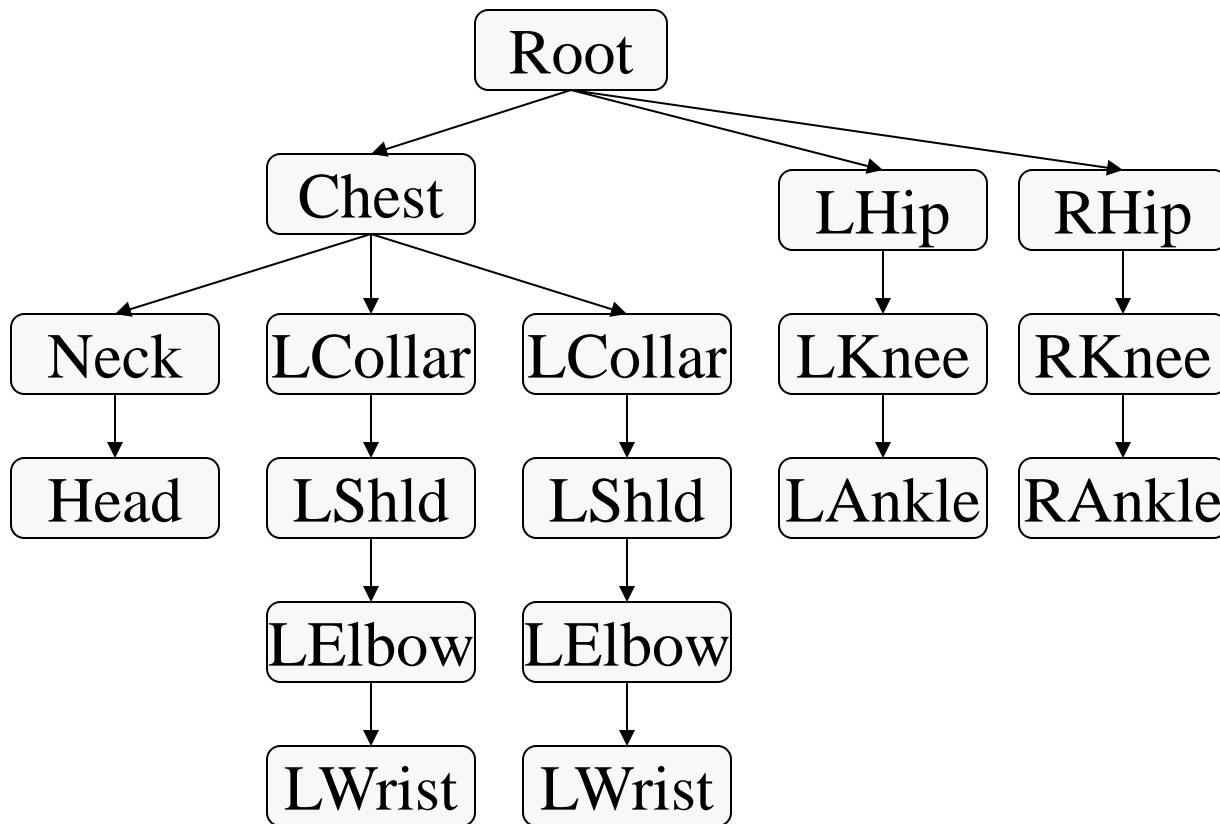 Root
Chest
LHip
RHip
Neck
LCollar
LCollar
LKnee
RKnee
Head
LShld
LShld
LAnkle
RAnkle
LElbow
LElbow
LWrist
LWrist